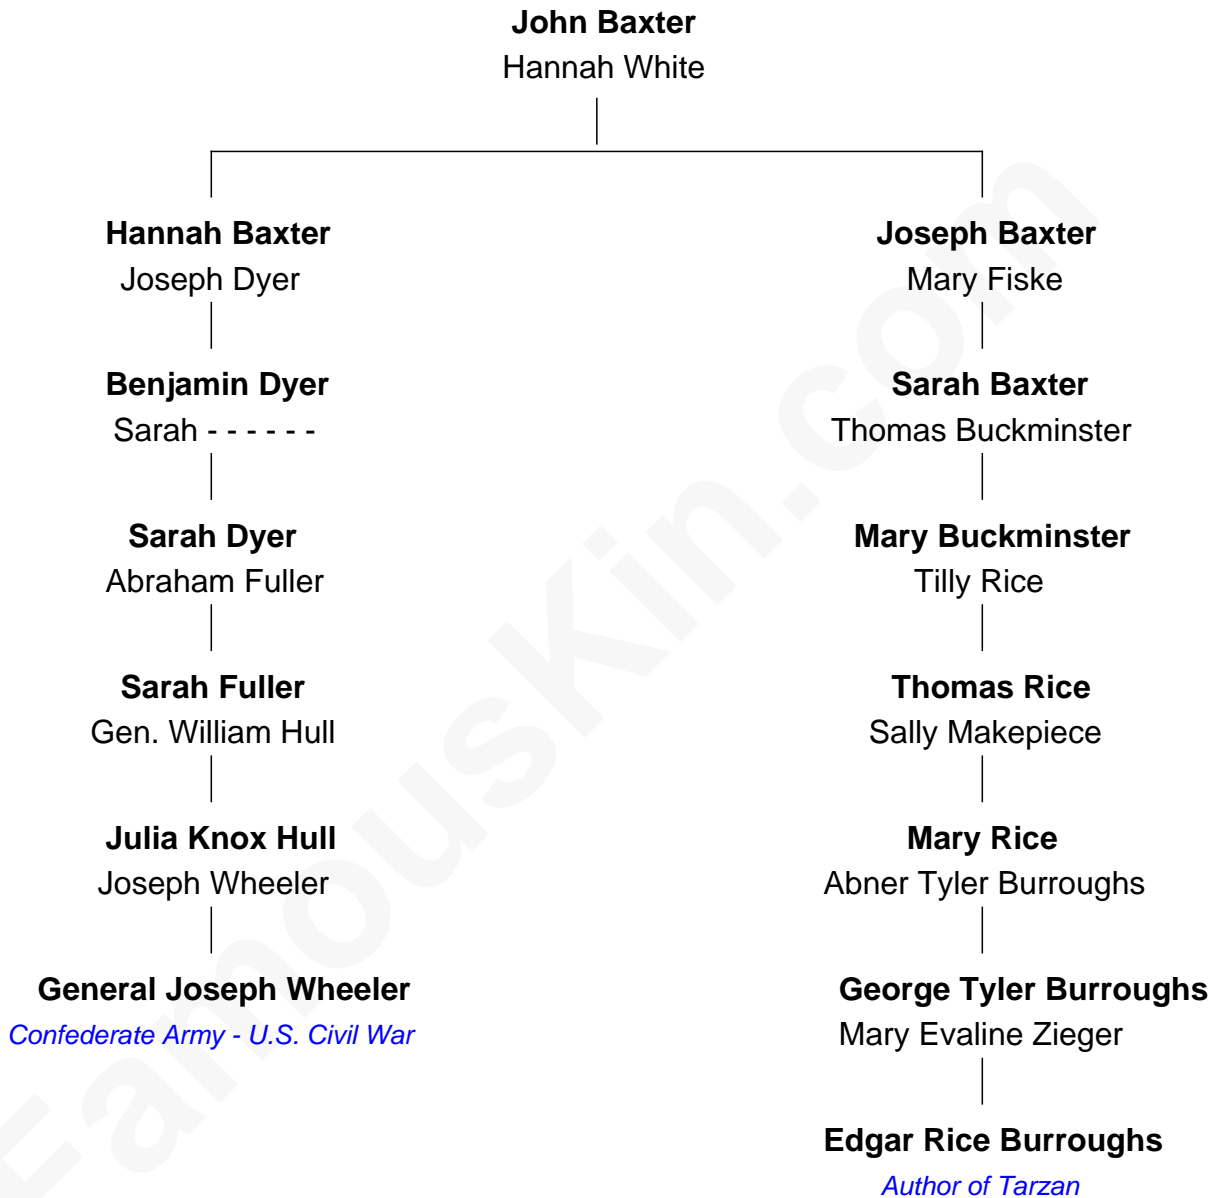 John Baxter
Hannah White
Hannah Baxter
Joseph Dyer
Joseph Baxter
Mary Fiske
Benjamin Dyer
Sarah - - - - - -
Sarah Baxter
Thomas Buckminster
Sarah Dyer
Abraham Fuller
Mary Buckminster
Tilly Rice
Sarah Fuller
Gen. William Hull
Thomas Rice
Sally Makepiece
Julia Knox Hull
Joseph Wheeler
Mary Rice
Abner Tyler Burroughs
General Joseph Wheeler
Confederate Army - U.S. Civil War
George Tyler Burroughs
Mary Evaline Zieger
Edgar Rice Burroughs
Author of Tarzan
FamousKin.com